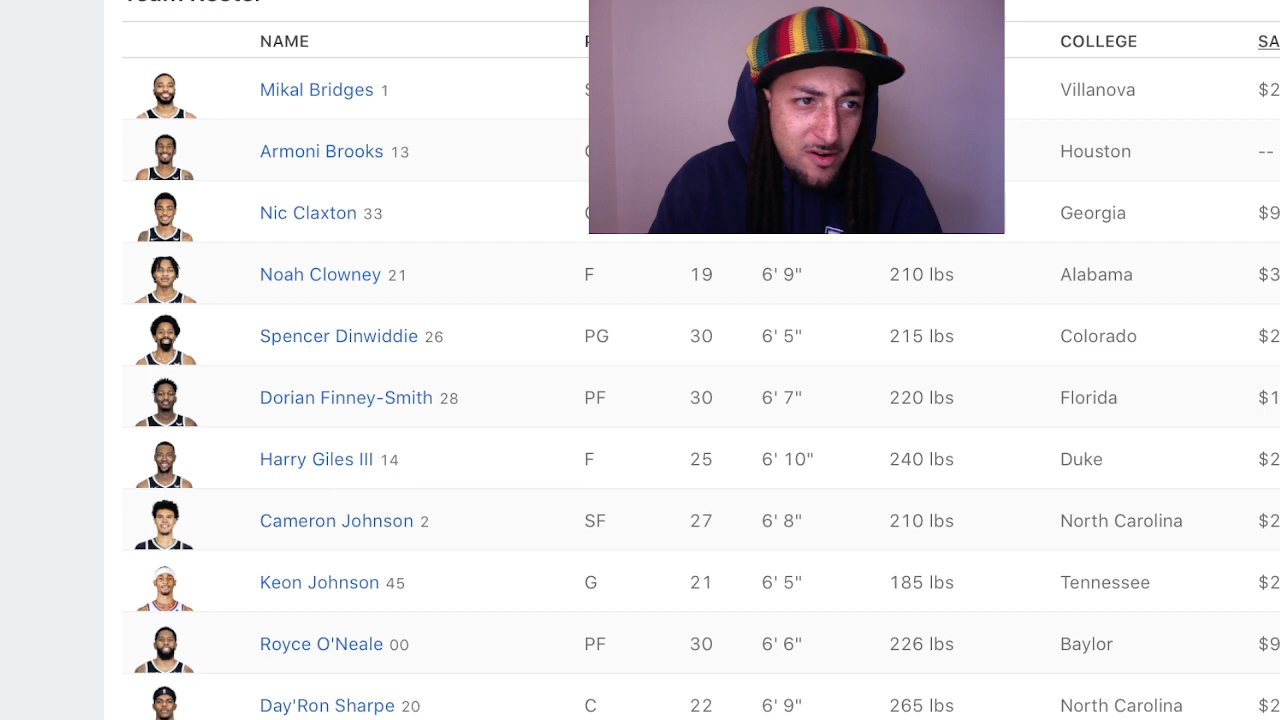 NAME COLLEGE
Mikal Bridges 1 Villanova $2
Armoni Brooks 13 Houston --
Nic Claxton 33 Georgia $9
Noah Clowney 21 F 19 6' 9" 210 lbs Alabama $3
Spencer Dinwiddie 26 PG 30 6' 5" 215 lbs Colorado $2
Dorian Finney-Smith 28 PF 30 6' 7" 220 lbs Florida $1
Harry Giles III 14 F 25 6' 10" 240 lbs Duke $2
Cameron Johnson 2 SF 27 6' 8" 210 lbs North Carolina $2
Keon Johnson 45 G 21 6' 5" 185 lbs Tennessee $2
Royce O'Neale 00 PF 30 6' 6" 226 lbs Baylor $9
Day'Ron Sharpe 20 C 22 6' 9" 265 lbs North Carolina $2